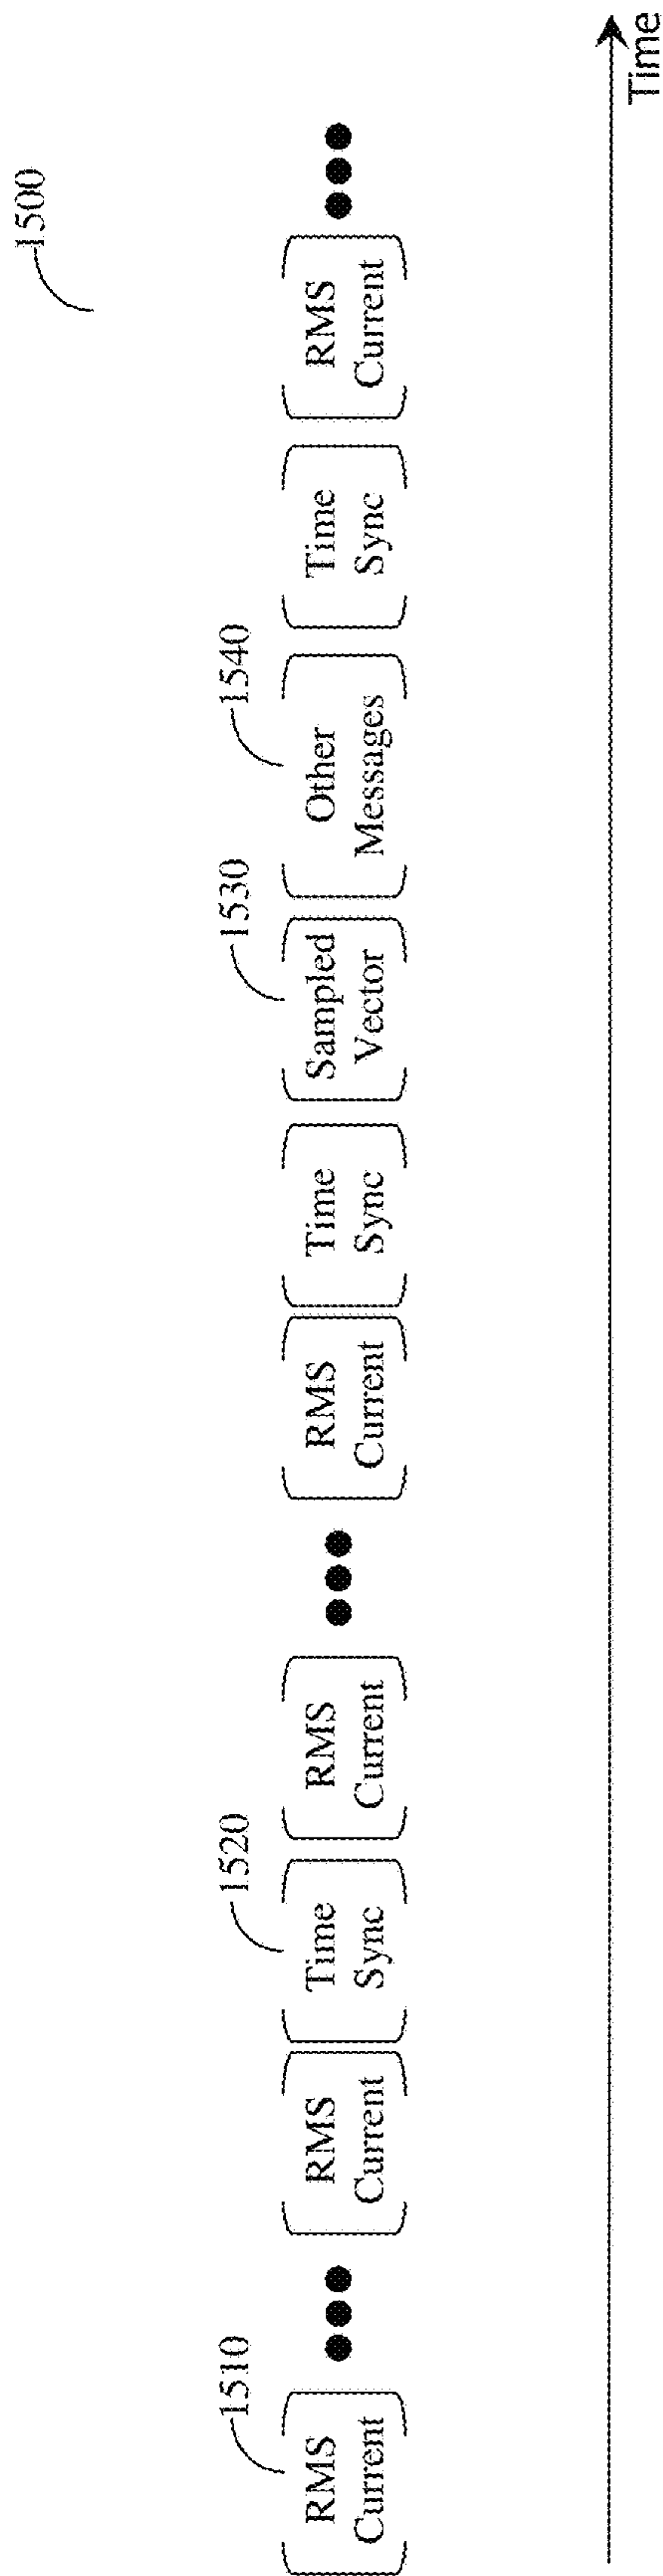 1500
1510
1520
1530
1540
RMS
Current
RMS
Current
Time
Sync
RMS
Current
RMS
Current
Time
Sync
Sampled
Vector
Other
Messages
Time
Sync
RMS
Current
Time